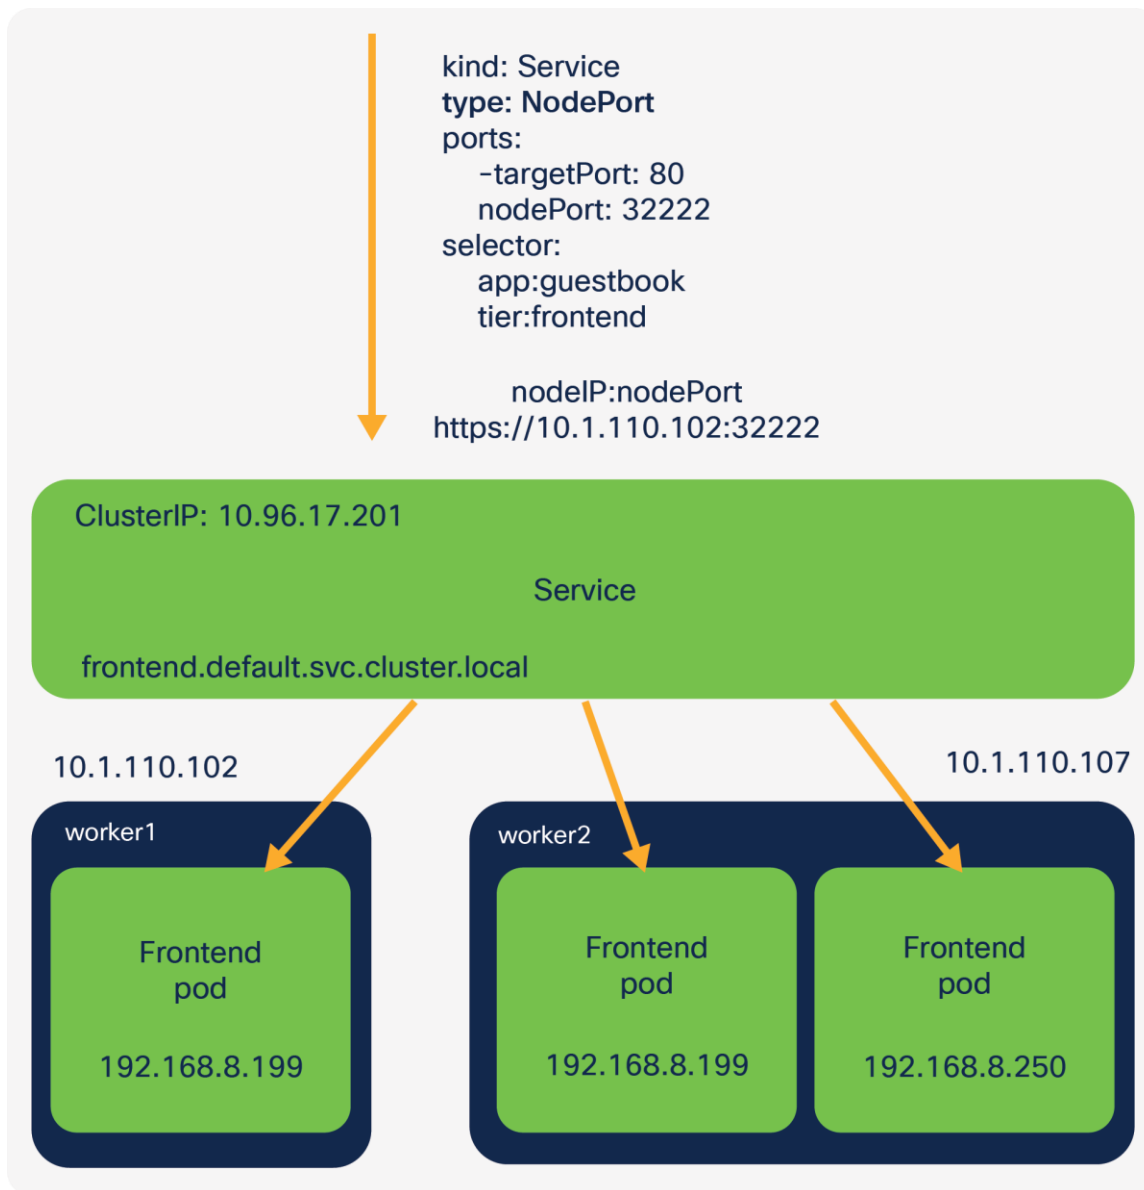 kind: Service
type: NodePort
ports:
-targetPort: 80
nodePort: 32222
selector:
app:guestbook
tier:frontend
nodeIP:nodePort
https://10.1.110.102:32222
ClusterIP: 10.96.17.201
Service
frontend.default.svc.cluster.local
10.1.110.102
10.1.110.107
worker1
worker2
Frontend
pod
192.168.8.199
Frontend
pod
192.168.8.199
Frontend
pod
192.168.8.250